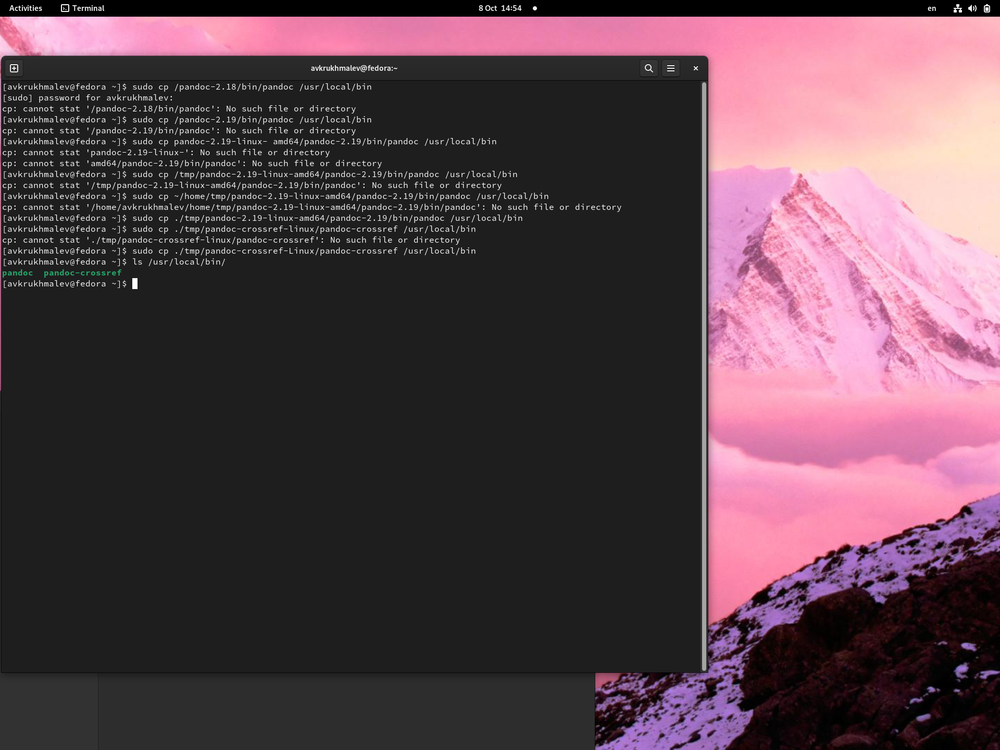 Activities
Terminal
8 Oct 14:54
en
avkrukhmalev@fedora:~
[avkrukhmalev@fedora ~]$ sudo cp /pandoc-2.18/bin/pandoc /usr/local/bin
[sudo] password for avkrukhmalev:
cp: cannot stat '/pandoc-2.18/bin/pandoc': No such file or directory
[avkrukhmalev@fedora ~]$ sudo cp /pandoc-2.19/bin/pandoc /usr/local/bin
cp: cannot stat '/pandoc-2.19/bin/pandoc': No such file or directory
[avkrukhmalev@fedora ~]$ sudo cp pandoc-2.19-linux- amd64/pandoc-2.19/bin/pandoc /usr/local/bin
cp: cannot stat 'pandoc-2.19-linux-': No such file or directory
cp: cannot stat 'amd64/pandoc-2.19/bin/pandoc': No such file or directory
[avkrukhmalev@fedora ~]$ sudo cp /tmp/pandoc-2.19-linux-amd64/pandoc-2.19/bin/pandoc /usr/local/bin
cp: cannot stat '/tmp/pandoc-2.19-linux-amd64/pandoc-2.19/bin/pandoc': No such file or directory
[avkrukhmalev@fedora ~]$ sudo cp ~/home/tmp/pandoc-2.19-linux-amd64/pandoc-2.19/bin/pandoc /usr/local/bin
cp: cannot stat '/home/avkrukhmalev/home/tmp/pandoc-2.19-linux-amd64/pandoc-2.19/bin/pandoc': No such file or directory
[avkrukhmalev@fedora ~]$ sudo cp ./tmp/pandoc-2.19-linux-amd64/pandoc-2.19/bin/pandoc /usr/local/bin
[avkrukhmalev@fedora ~]$ sudo cp ./tmp/pandoc-crossref-linux/pandoc-crossref /usr/local/bin
cp: cannot stat './tmp/pandoc-crossref-linux/pandoc-crossref': No such file or directory
[avkrukhmalev@fedora ~]$ sudo cp ./tmp/pandoc-crossref-Linux/pandoc-crossref /usr/local/bin
[avkrukhmalev@fedora ~]$ ls /usr/local/bin/
pandoc  pandoc-crossref
[avkrukhmalev@fedora ~]$